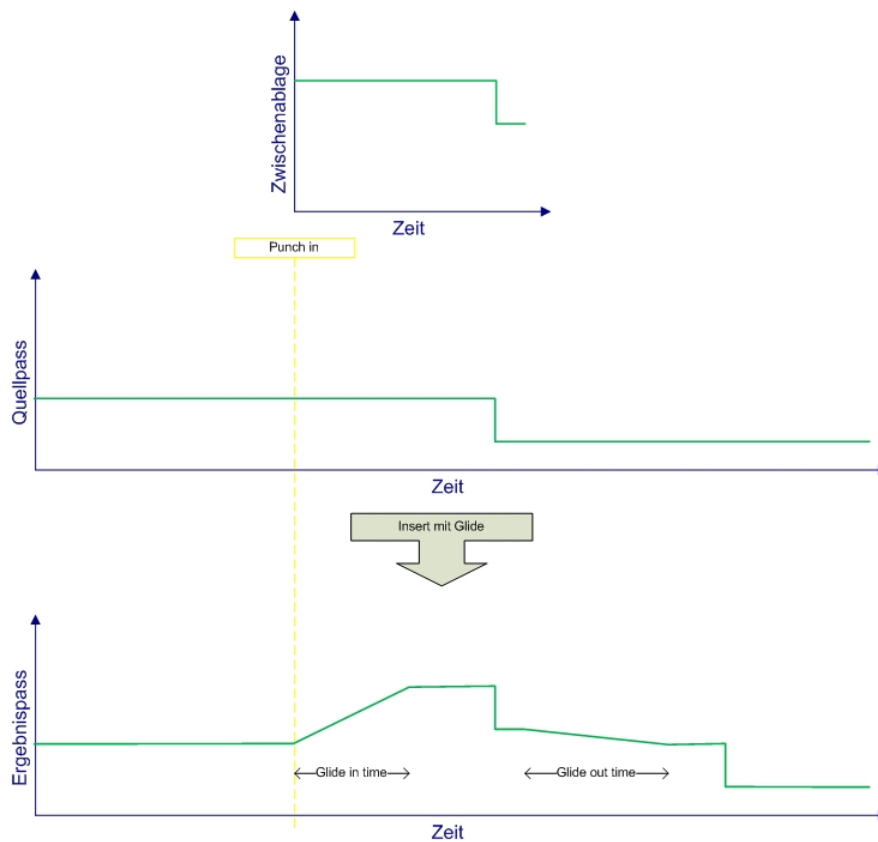 Zwischenablage
Zeit
Punch in
Quellpass
Zeit
Insert mit Glide
Ergebnispass
Glide in time
Glide out time
Zeit